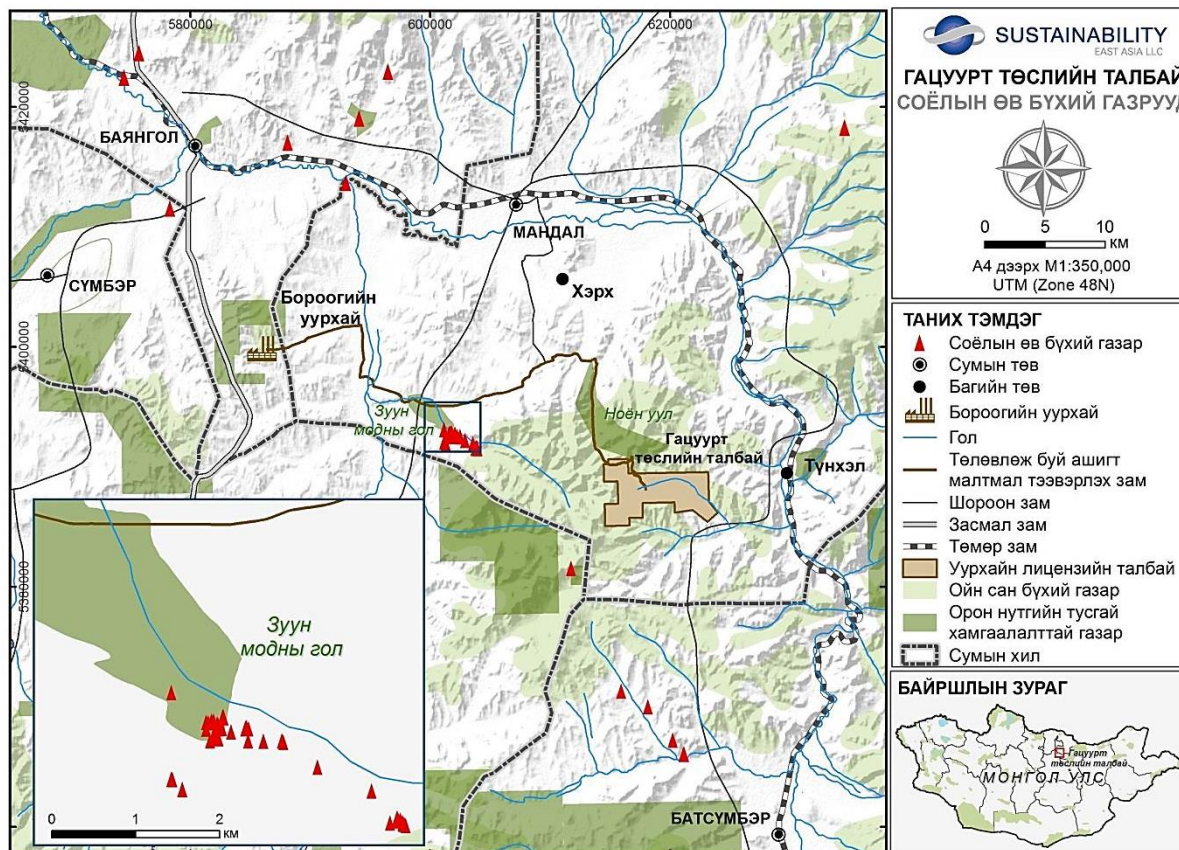 580000
600000
620000
5420000
5400000
5380000
БАЯНГОЛ
МАНДАЛ
СҮМБЭР
Хэрх
Бороогийн
уурхай
Зуун
модны гол
Ноён уул
Гацуурт
төслийн талбай
Түнхэл
БАТСҮМБЭР
Зуун
модны гол
0 1 2
КМ
SUSTAINABILITY
EAST ASIA LLC
ГАЦУУРТ ТӨСЛИЙН ТАЛБАЙ
СОЁЛЫН ӨВ БҮХИЙ ГАЗРУУД
0 5 10
КМ
А4 дээрх М1:350,000
UTM (Zone 48N)
ТАНИХ ТЭМДЭГ
Соёлын өв бүхий газар
Сумын төв
Багийн төв
Бороогийн уурхай
Гол
Төлөвлөж буй ашигт
малтмал тээвэрлэх зам
Шороон зам
Засмал зам
Төмөр зам
Уурхайн лицензийн талбай
Ойн сан бүхий газар
Орон нутгийн тусгай
хамгаалалттай газар
Сумын хил
БАЙРШЛЫН ЗУРАГ
Гацуурт
төслийн талбай
МОНГОЛ УЛС